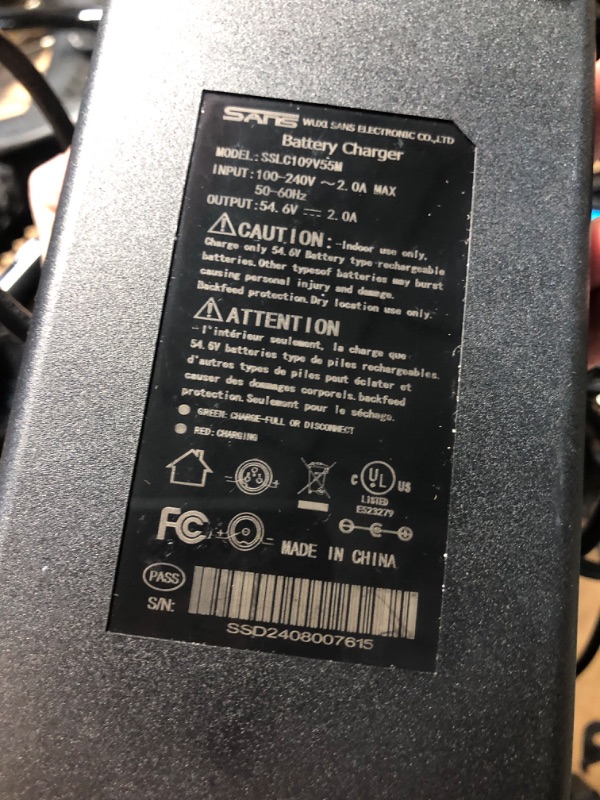 SANS WUXI SANS ELECTRONIC CO.,LTD
Battery Charger
MODEL:SSLC109V55M
INPUT:100-240V ～2.0A MAX
50-60Hz
OUTPUT:54.6V ⎓ 2.0A
⚠CAUTION:-Indoor use only.
Charge only 54.6V Battery type rechargeable
batteries.Other typesof batteries may burst
causing personal injury and damage.
Backfeed protection.Dry location use only.
⚠ATTENTION
-l'intérieur seulement, la charge que
54.6V batteries type de piles rechargeables.
d'autres types de piles peut éclater et
causer des dommages corporels.backfeed
protection.Seulement pour le séchage.
GREEN:CHARGE-FULL OR DISCONNECT
RED:CHARGING
c UL US
LISTED
E523279
FC
MADE IN CHINA
PASS
S/N:
SSD2408007615